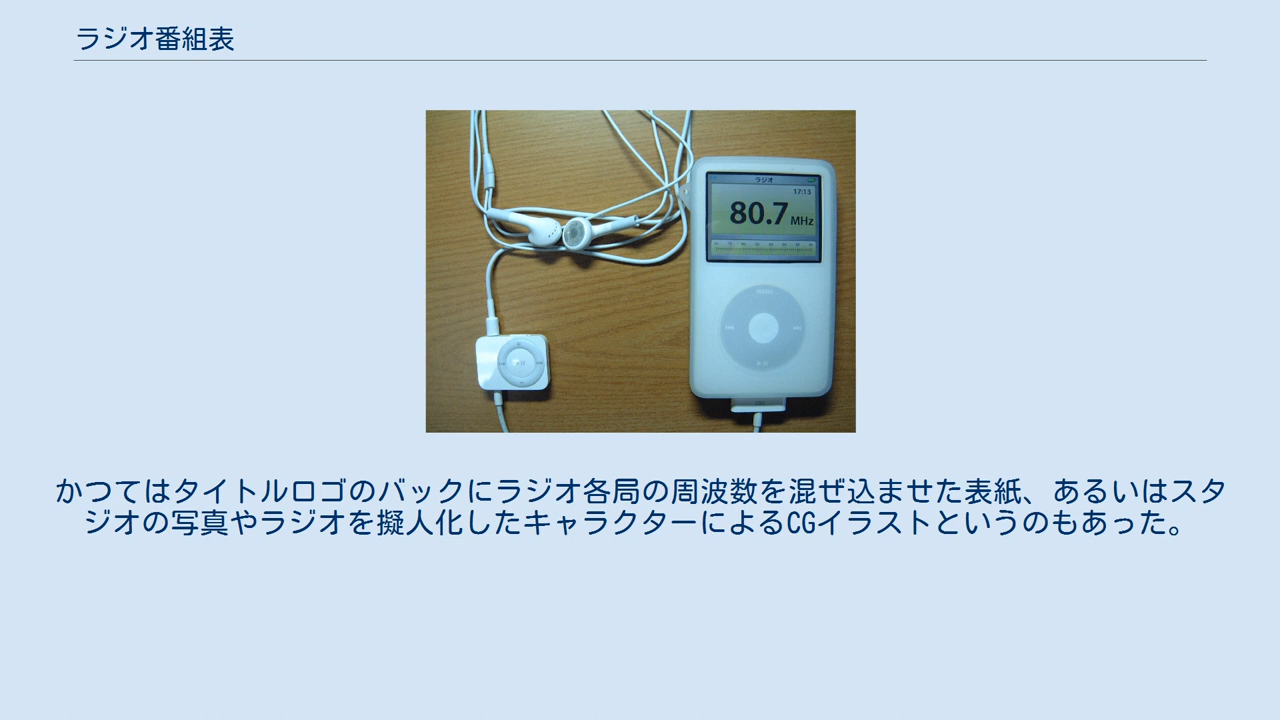 ラジオ番組表
ラジオ
17:13
80.7 MHz
かつてはタイトルロゴのバックにラジオ各局の周波数を混ぜ込ませた表紙、あるいはスタ
ジオの写真やラジオを擬人化したキャラクターによるCGイラストというのもあった。